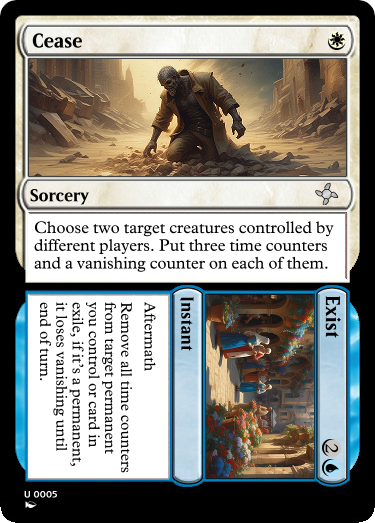 Cease
Sorcery
Choose two target creatures controlled by
different players. Put three time counters
and a vanishing counter on each of them.
Exist 2
Instant
Aftermath
Remove all time counters
from target permanent
you control or card in
exile, if it's a permanent,
it loses vanishing until
end of turn.
U 0005